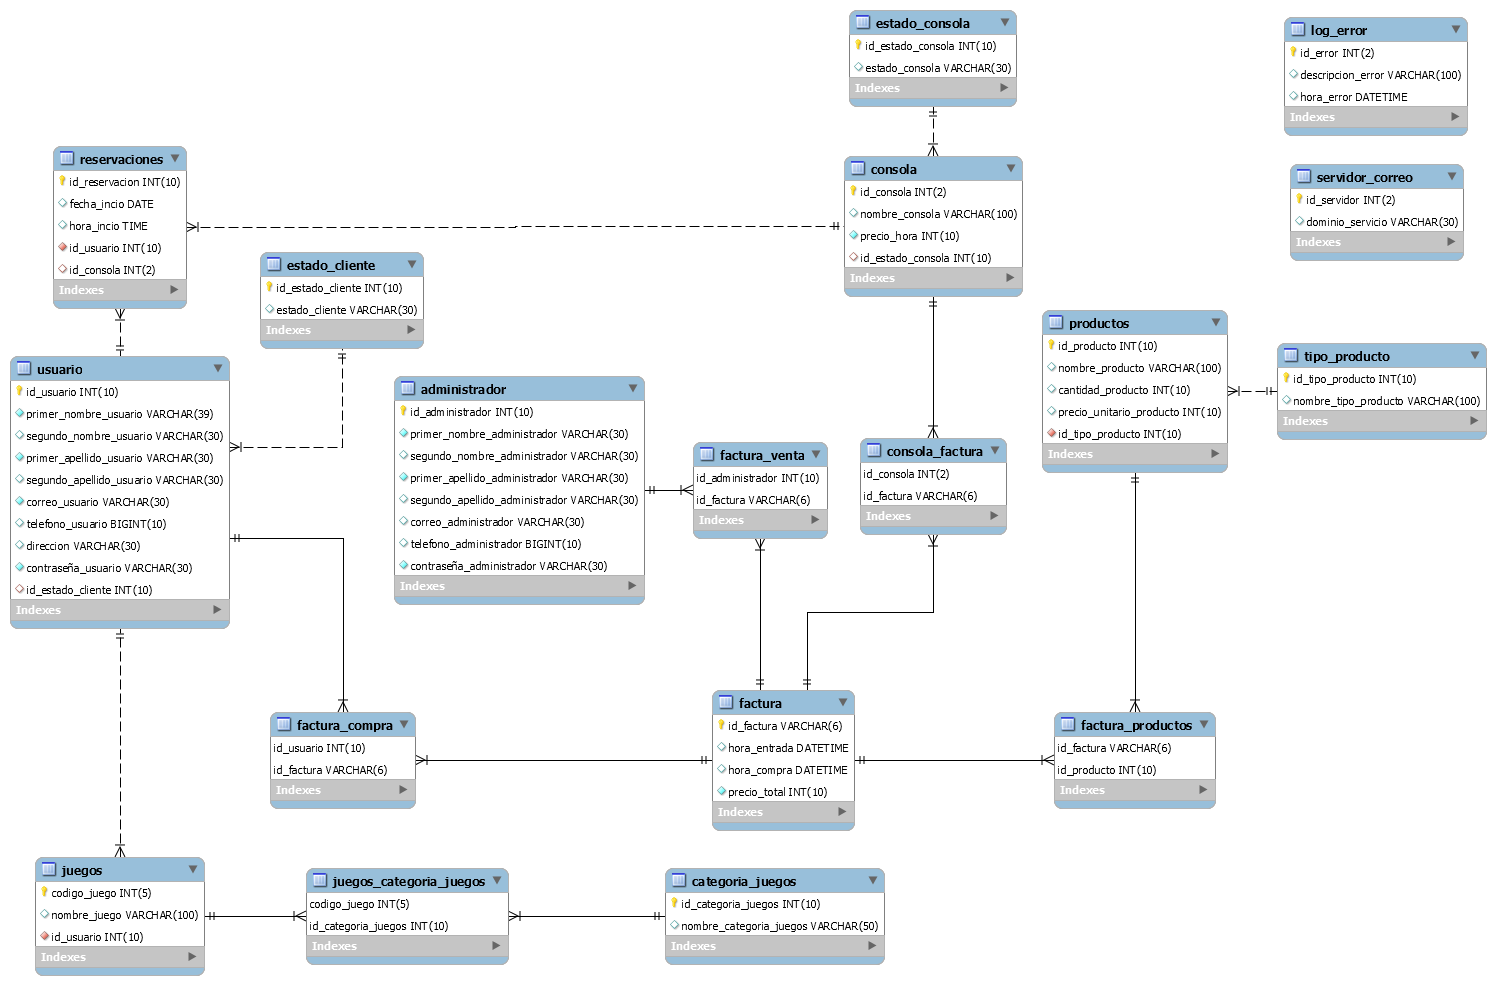 estado_consola
id_estado_consola INT(10)
estado_consola VARCHAR(30)
Indexes
log_error
id_error INT(2)
descripcion_error VARCHAR(100)
hora_error DATETIME
Indexes
reservaciones
id_reservacion INT(10)
fecha_incio DATE
hora_incio TIME
id_usuario INT(10)
id_consola INT(2)
Indexes
consola
id_consola INT(2)
nombre_consola VARCHAR(100)
precio_hora INT(10)
id_estado_consola INT(10)
Indexes
servidor_correo
id_servidor INT(2)
dominio_servicio VARCHAR(30)
Indexes
estado_cliente
id_estado_cliente INT(10)
estado_cliente VARCHAR(30)
Indexes
productos
id_producto INT(10)
nombre_producto VARCHAR(100)
cantidad_producto INT(10)
precio_unitario_producto INT(10)
id_tipo_producto INT(10)
Indexes
tipo_producto
id_tipo_producto INT(10)
nombre_tipo_producto VARCHAR(100)
Indexes
usuario
id_usuario INT(10)
primer_nombre_usuario VARCHAR(39)
segundo_nombre_usuario VARCHAR(30)
primer_apellido_usuario VARCHAR(30)
segundo_apellido_usuario VARCHAR(30)
correo_usuario VARCHAR(30)
telefono_usuario BIGINT(10)
direccion VARCHAR(30)
contraseña_usuario VARCHAR(30)
id_estado_cliente INT(10)
Indexes
administrador
id_administrador INT(10)
primer_nombre_administrador VARCHAR(30)
segundo_nombre_administrador VARCHAR(30)
primer_apellido_administrador VARCHAR(30)
segundo_apellido_administrador VARCHAR(30)
correo_administrador VARCHAR(30)
telefono_administrador BIGINT(10)
contraseña_administrador VARCHAR(30)
Indexes
factura_venta
id_administrador INT(10)
id_factura VARCHAR(6)
Indexes
consola_factura
id_consola INT(2)
id_factura VARCHAR(6)
Indexes
factura_compra
id_usuario INT(10)
id_factura VARCHAR(6)
Indexes
factura
id_factura VARCHAR(6)
hora_entrada DATETIME
hora_compra DATETIME
precio_total INT(10)
Indexes
factura_productos
id_factura VARCHAR(6)
id_producto INT(10)
Indexes
juegos
codigo_juego INT(5)
nombre_juego VARCHAR(100)
id_usuario INT(10)
Indexes
juegos_categoria_juegos
codigo_juego INT(5)
id_categoria_juegos INT(10)
Indexes
categoria_juegos
id_categoria_juegos INT(10)
nombre_categoria_juegos VARCHAR(50)
Indexes